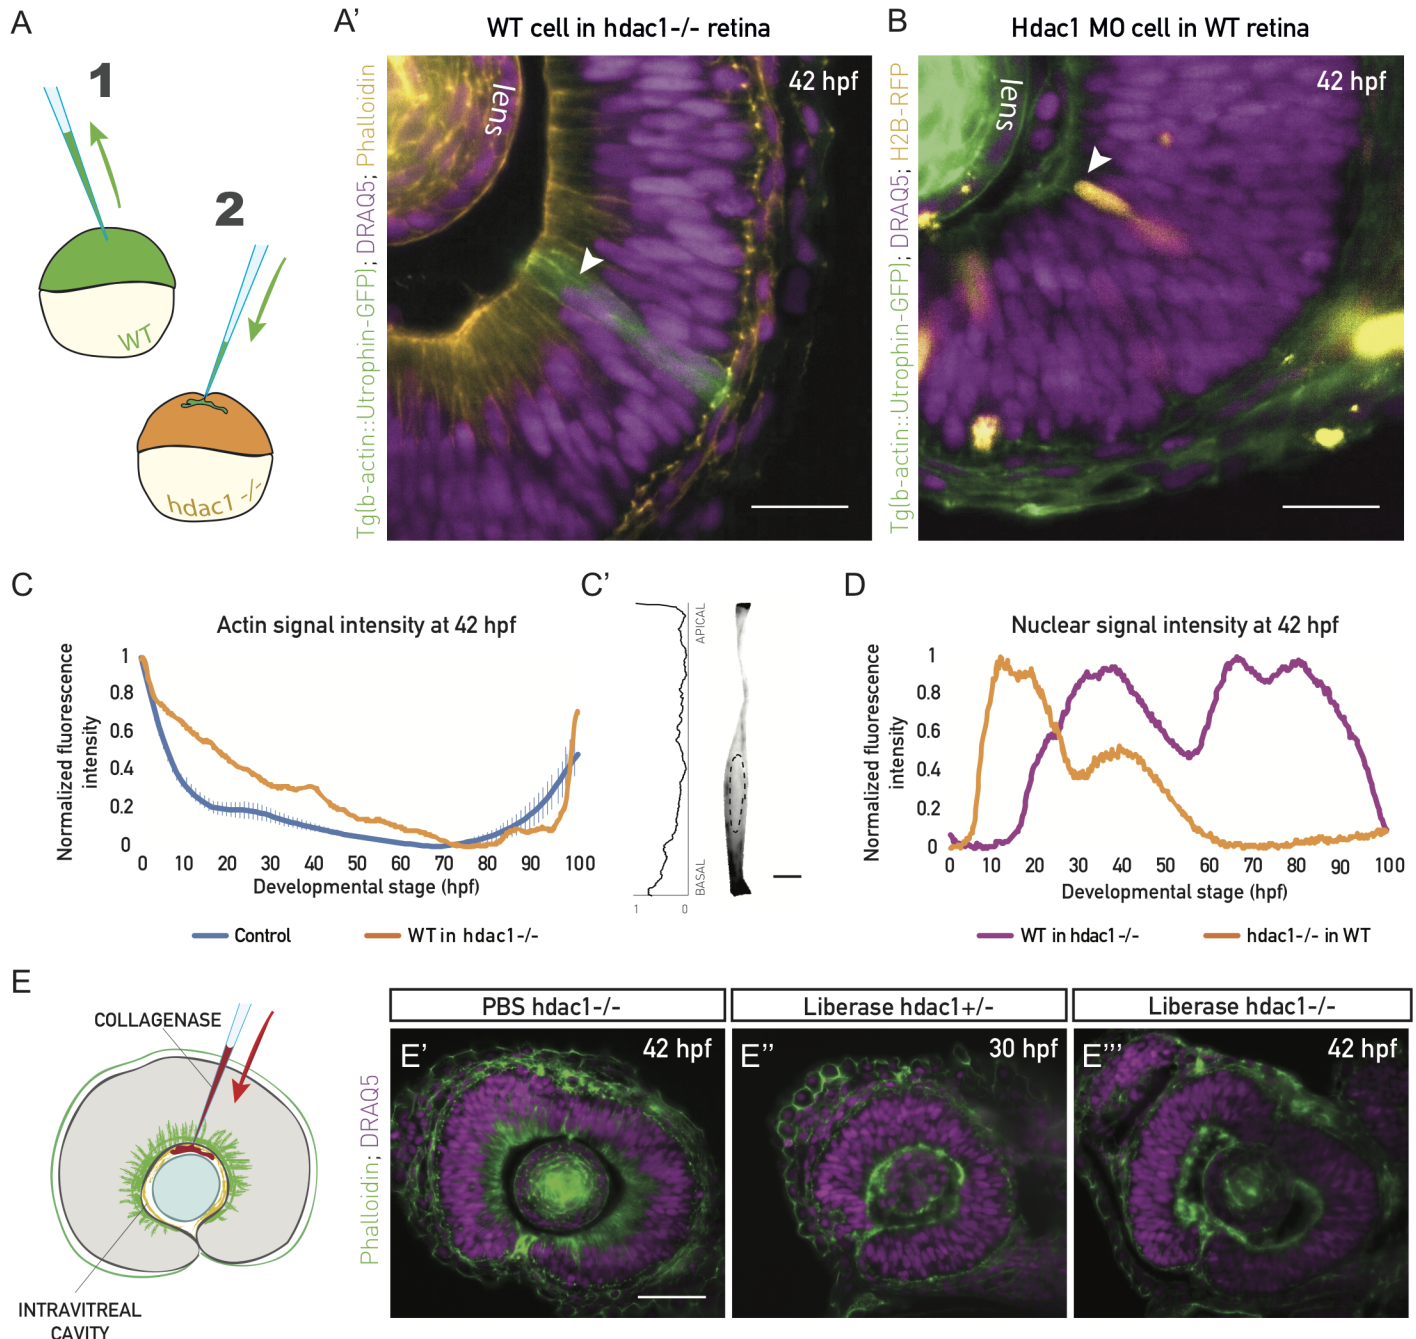 A
1
2
WT
hdac1 -/-
A’
WT cell in hdac1-/- retina
Tg(b-actin::Utrophin-GFP); DRAQ5; Phalloidin
lens
42 hpf
B
Hdac1 MO cell in WT retina
Tg(b-actin::Utrophin-GFP); DRAQ5; H2B-RFP
lens
42 hpf
C
Actin signal intensity at 42 hpf
Normalized fluorescence
intensity
1
0.8
0.6
0.4
0.2
0
0 10 20 30 40 50 60 70 80 90 100
Developmental stage (hpf)
Control
WT in hdac1-/-
C’
APICAL
BASAL
1 0
D
Nuclear signal intensity at 42 hpf
Normalized fluorescence
intensity
1
0.8
0.6
0.4
0.2
0
0 10 20 30 40 50 60 70 80 90 100
Developmental stage (hpf)
WT in hdac1-/-
hdac1-/- in WT
E
COLLAGENASE
INTRAVITREAL
CAVITY
PBS hdac1-/-
Liberase hdac1+/-
Liberase hdac1-/-
Phalloidin; DRAQ5
E’
42 hpf
E’’
30 hpf
E’’’
42 hpf